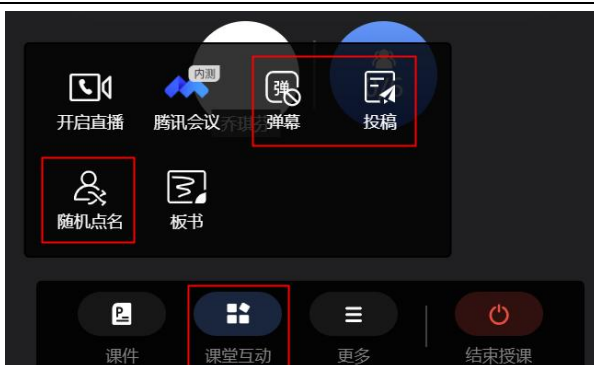 内测
弹
开启直播 腾讯会议 弹幕 投稿
随机点名 板书
课件 课堂互动 更多 结束授课